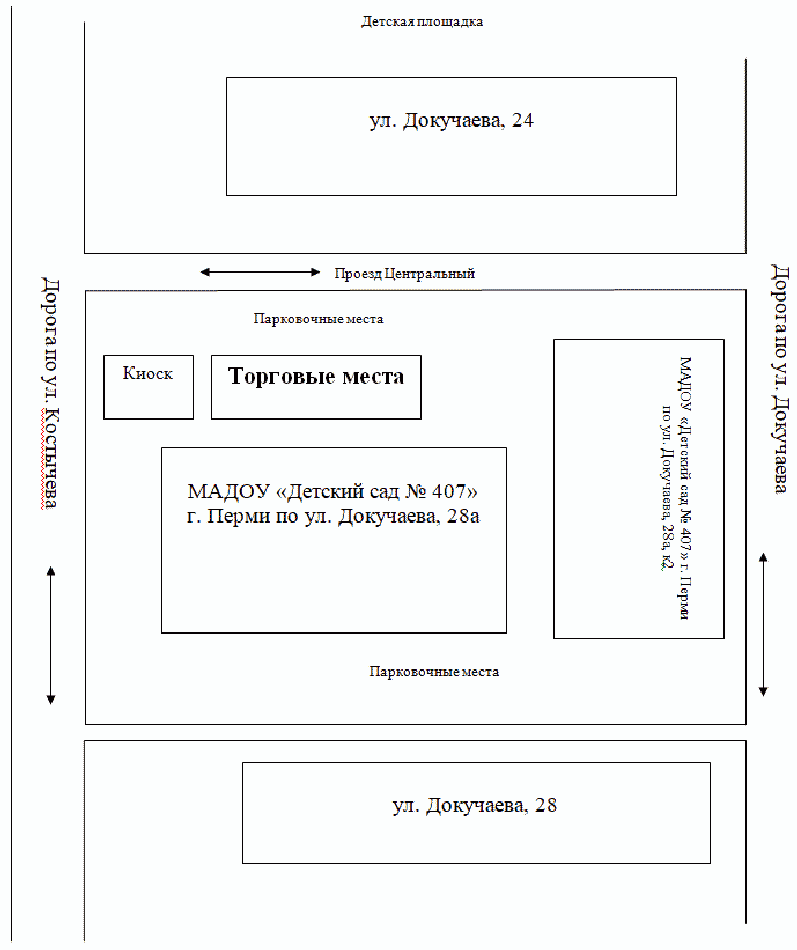 Детская площадка
ул. Докучаева, 24
Проезд Центральный
Дорога по ул. Костычева
Дорога по ул. Докучаева
Парковочные места
Киоск
Торговые места
МАДОУ «Детский сад № 407» г. Перми
по ул. Докучаева, 28а, к2
МАДОУ «Детский сад № 407»
г. Перми по ул. Докучаева, 28а
Парковочные места
ул. Докучаева, 28